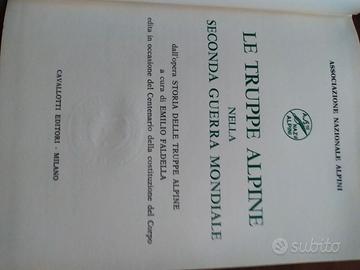 ASSOCIAZIONE NAZIONALE ALPINI
LE TRUPPE ALPINE
NELLA
SECONDA GUERRA MONDIALE
dall'opera STORIA DELLE TRUPPE ALPINE
a cura di EMILIO FALDELLA
edita in occasione del Centenario della costituzione del Corpo
CAVALLOTTI EDITORI - MILANO
subito